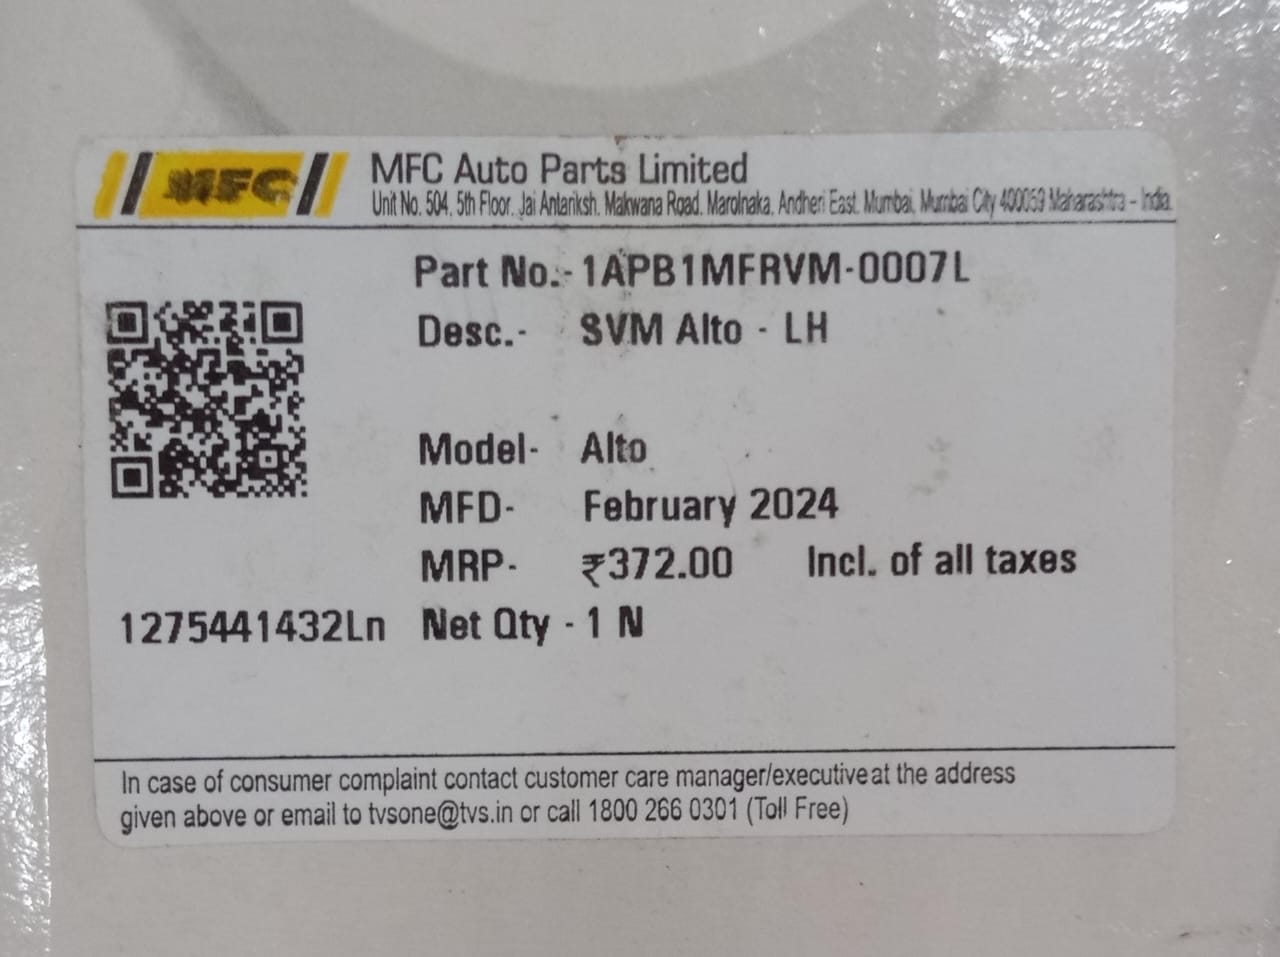 MFC
MFC Auto Parts Limited
Unit No. 504, 5th Floor, Jai Antariksh, Makwana Road, Marolnaka, Andheri East, Mumbai, Mumbai City 400059 Maharashtra - India.
Part No.- 1APB1MFRVM-0007L
Desc.- SVM Alto - LH
Model- Alto
MFD- February 2024
MRP- ₹372.00 Incl. of all taxes
1275441432Ln Net Qty - 1 N
In case of consumer complaint contact customer care manager/executive at the address
given above or email to tvsone@tvs.in or call 1800 266 0301 (Toll Free)